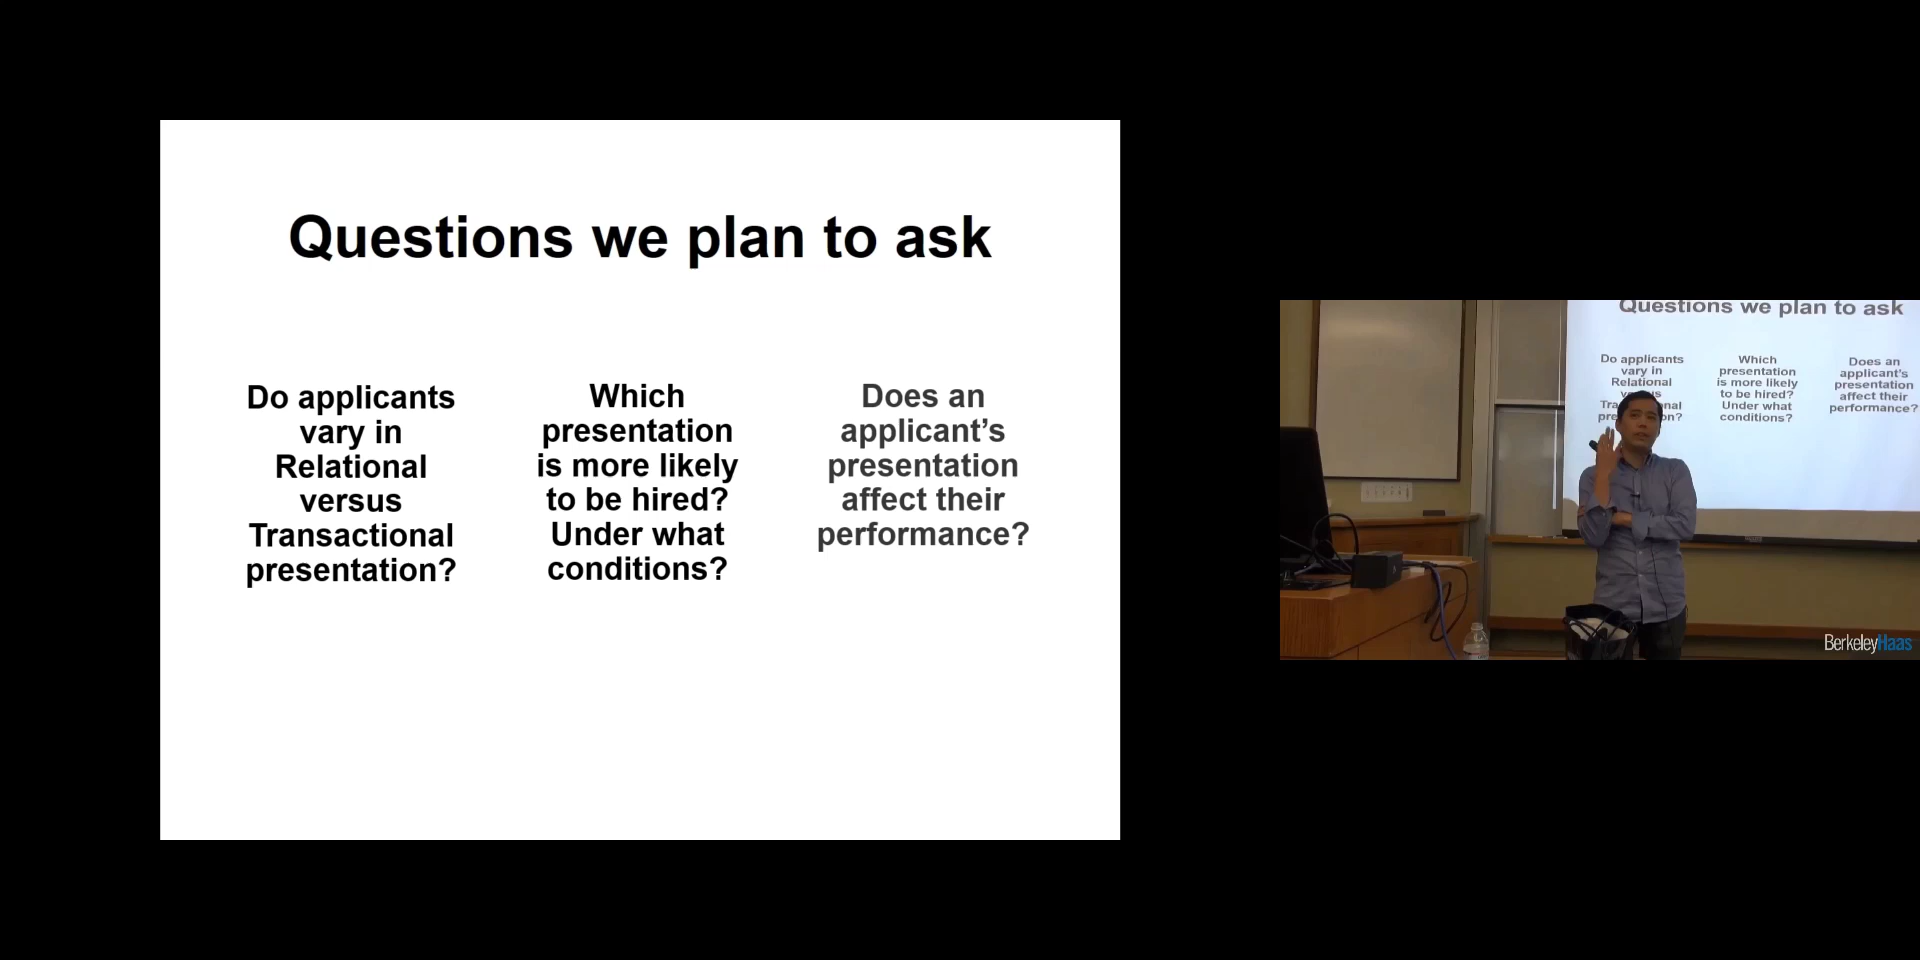 Questions we plan to ask
Do applicants
vary in
Relational
versus
Transactional
presentation?
Which
presentation
is more likely
to be hired?
Under what
conditions?
Does an
applicant’s
presentation
affect their
performance?
Questions we plan to ask
Do applicants
vary in
Relational
Which
presentation
is more likely
to be hired?
Under what
conditions?
Does an
applicant’s
presentation
affect their
performance?
BerkeleyHaas